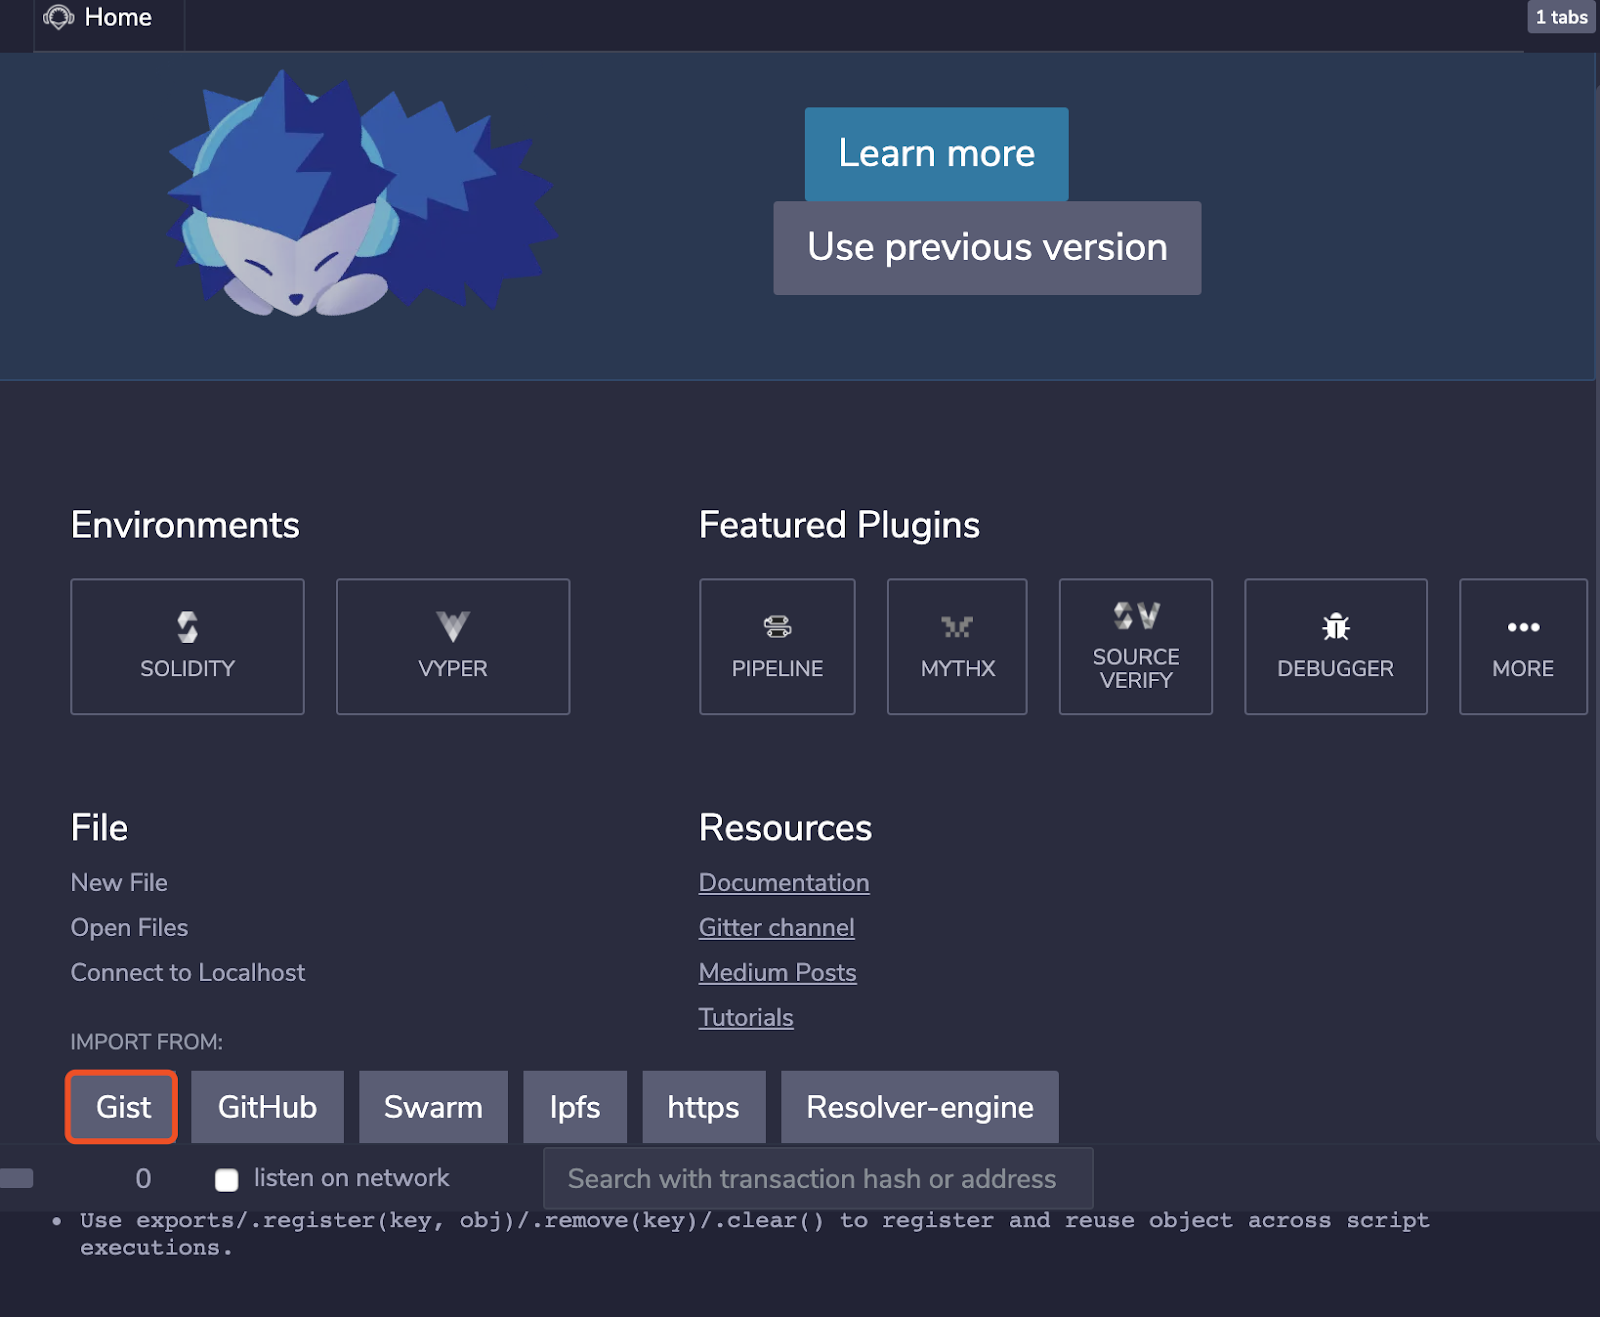 Home
1 tabs
Learn more
Use previous version
Environments
Featured Plugins
SOLIDITY
VYPER
PIPELINE
MYTHX
SOURCE
VERIFY
DEBUGGER
MORE
File
New File
Open Files
Connect to Localhost
Resources
Documentation
Gitter channel
Medium Posts
Tutorials
IMPORT FROM:
Gist
GitHub
Swarm
Ipfs
https
Resolver-engine
0
listen on network
Search with transaction hash or address
• Use exports/.register(key, obj)/.remove(key)/.clear() to register and reuse object across script
executions.